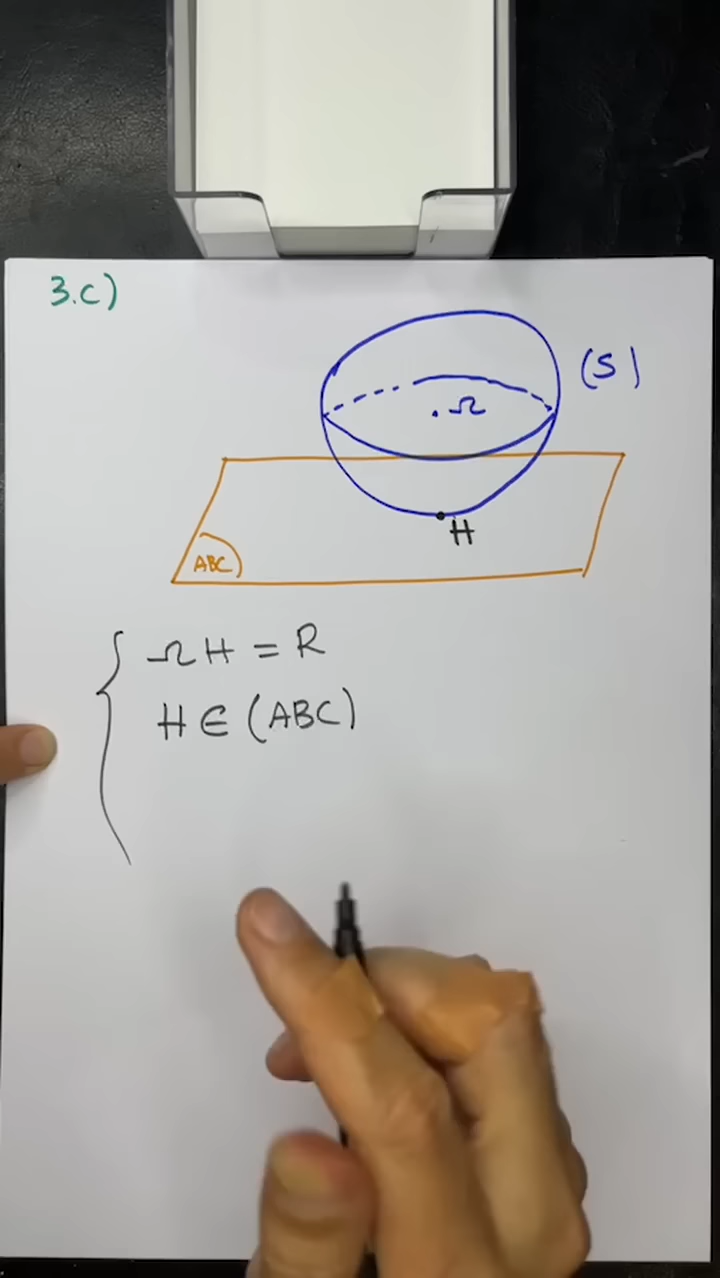 3.c)
(S)
.Ω
H
ABC
ΩH = R
H ∈ (ABC)